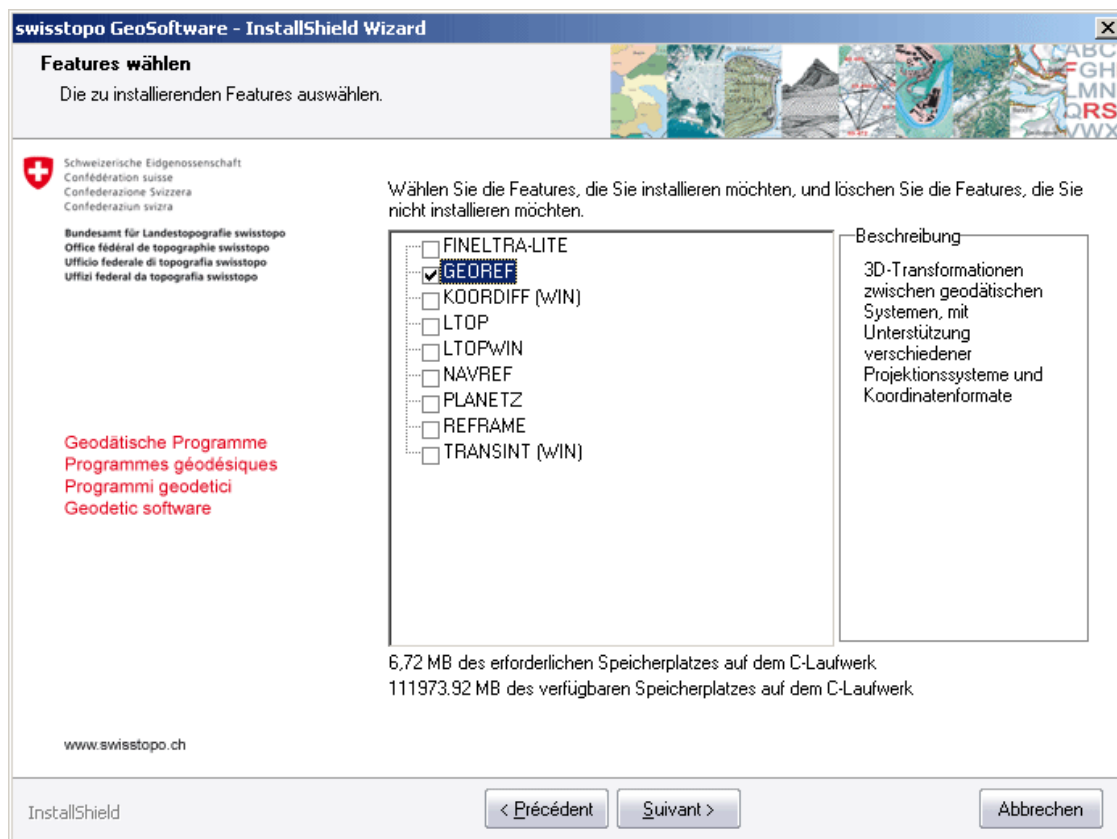 swisstopo GeoSoftware - InstallShield Wizard
Features wählen
Die zu installierenden Features auswählen.
ABC
FGH
LMN
QRS
VWX
Schweizerische Eidgenossenschaft
Confédération suisse
Confederazione Svizzera
Confederaziun svizra
Bundesamt für Landestopografie swisstopo
Office fédéral de topographie swisstopo
Ufficio federale di topografia swisstopo
Uffizi federal da topografia swisstopo
Geodätische Programme
Programmes géodésiques
Programmi geodetici
Geodetic software
www.swisstopo.ch
Wählen Sie die Features, die Sie installieren möchten, und löschen Sie die Features, die Sie
nicht installieren möchten.
FINELTRA-LITE
GEOREF
KOORDIFF (WIN)
LTOP
LTOPWIN
NAVREF
PLANETZ
REFRAME
TRANSINT (WIN)
Beschreibung
3D-Transformationen
zwischen geodätischen
Systemen, mit
Unterstützung
verschiedener
Projektionssysteme und
Koordinatenformate
6,72 MB des erforderlichen Speicherplatzes auf dem C-Laufwerk
111973.92 MB des verfügbaren Speicherplatzes auf dem C-Laufwerk
InstallShield
< Précédent
Suivant >
Abbrechen